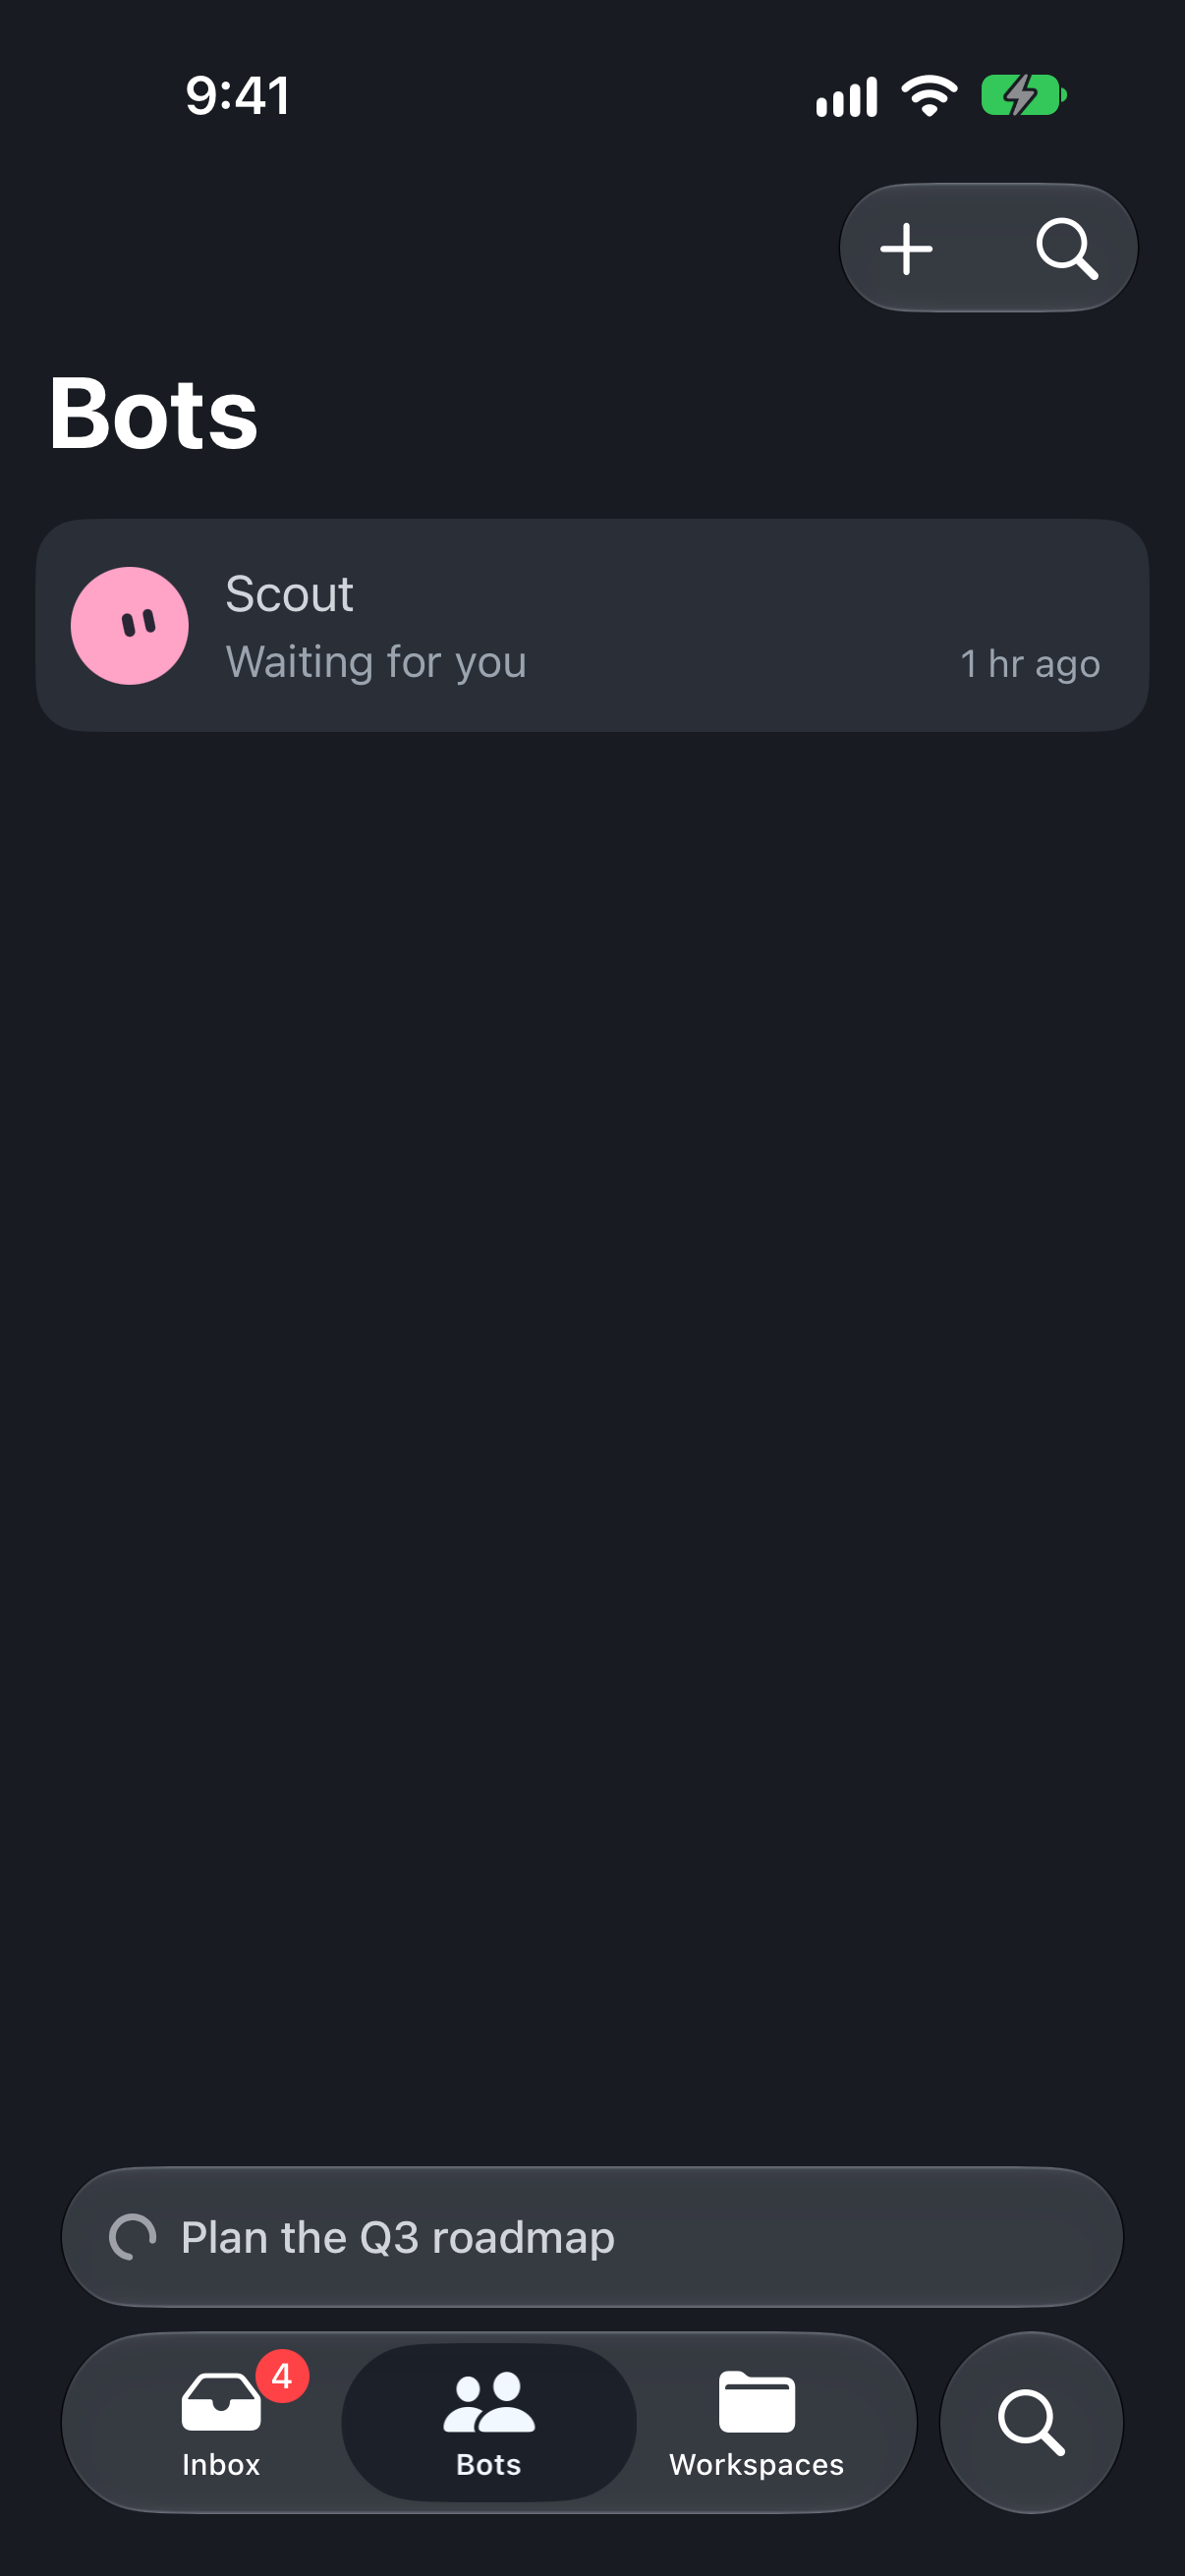 9:41
Bots
Scout
Waiting for you
1 hr ago
Plan the Q3 roadmap
4
Inbox
Bots
Workspaces